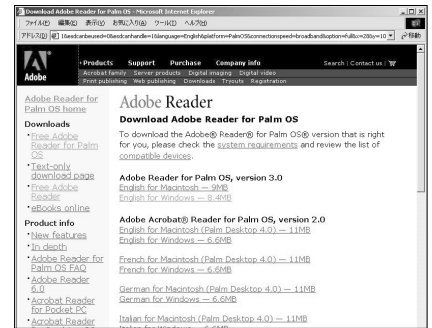 Download Adobe Reader for Palm OS - Microsoft Internet Explorer
ファイル(F) 編集(E) 表示(V) お気に入り(A) ツール(T) ヘルプ(H)
アドレス(D) 移動
Products Support Purchase Company info Search | Contact us |
Acrobat family Server products Digital imaging Digital video
Print publishing Web publishing Downloads Tryouts Registration
Adobe
Adobe Reader for
Palm OS home
Downloads
Free Adobe
Reader for Palm
OS
Text-only
download page
Free Adobe
Reader
eBooks online
Product info
New features
In depth
Adobe Reader for
Palm OS FAQ
Adobe Reader
6.0
Acrobat Reader
for Pocket PC
Acrobat Reader
Adobe Reader
Download Adobe Reader for Palm OS
To download the Adobe® Reader® for Palm OS® version that is right
for you, please check the system requirements and review the list of
compatible devices.
Adobe Reader for Palm OS, version 3.0
English for Macintosh — 9MB
English for Windows — 8.4MB
Adobe Acrobat® Reader for Palm OS, version 2.0
English for Macintosh (Palm Desktop 4.0) — 11MB
English for Windows — 6.6MB
French for Macintosh (Palm Desktop 4.0) — 11MB
French for Windows — 6.6MB
German for Macintosh (Palm Desktop 4.0) — 11MB
German for Windows — 6.6MB
Italian for Macintosh (Palm Desktop 4.0) — 11MB
Italian for Windows — 6.6MB